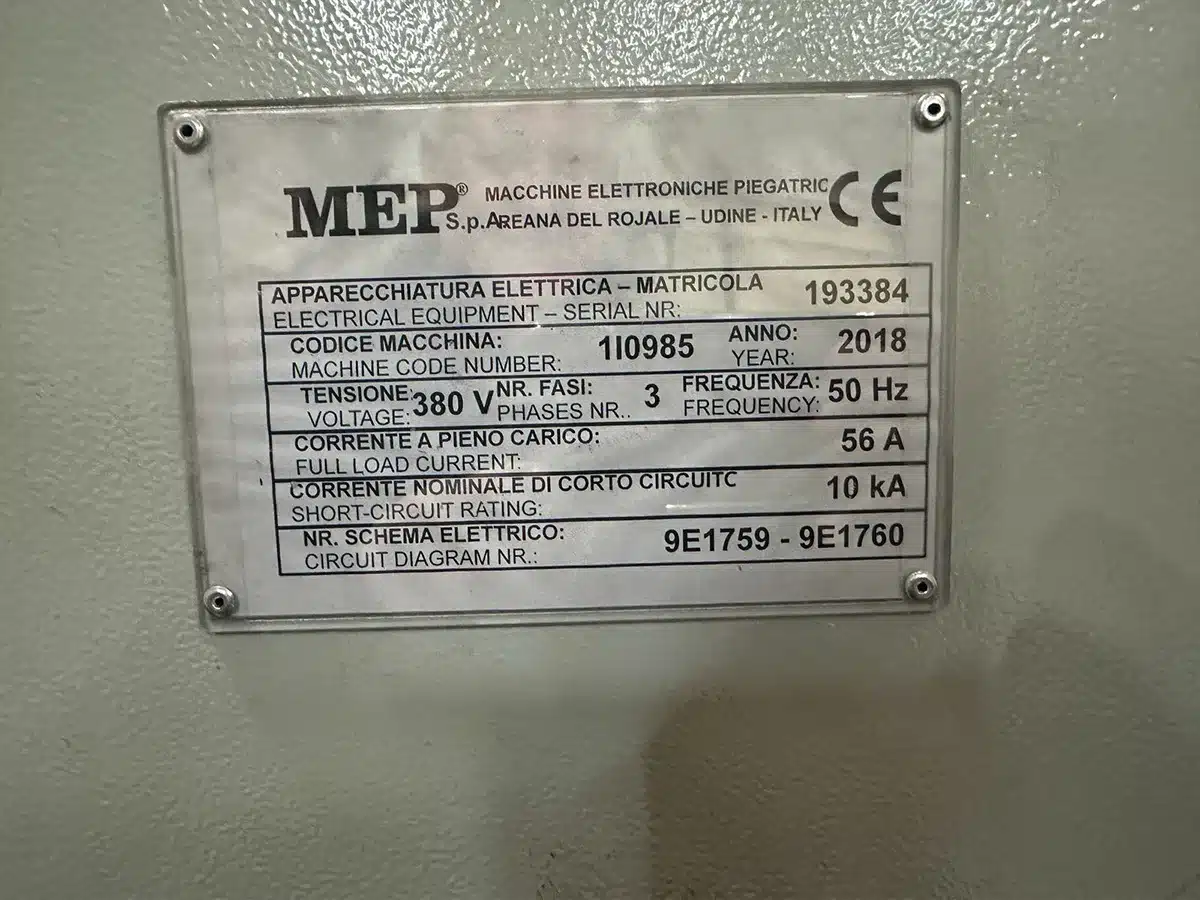 MEP® MACCHINE ELETTRONICHE PIEGATRIC CE
S.p.A REANA DEL ROJALE – UDINE - ITALY
APPARECCHIATURA ELETTRICA – MATRICOLA 193384
ELECTRICAL EQUIPMENT – SERIAL NR:
CODICE MACCHINA: 1I0985 ANNO: 2018
MACHINE CODE NUMBER: YEAR:
TENSIONE: 380 V NR. FASI: 3 FREQUENZA: 50 Hz
VOLTAGE: PHASES NR.. FREQUENCY:
CORRENTE A PIENO CARICO: 56 A
FULL LOAD CURRENT:
CORRENTE NOMINALE DI CORTO CIRCUITC 10 kA
SHORT-CIRCUIT RATING:
NR. SCHEMA ELETTRICO: 9E1759 - 9E1760
CIRCUIT DIAGRAM NR.: